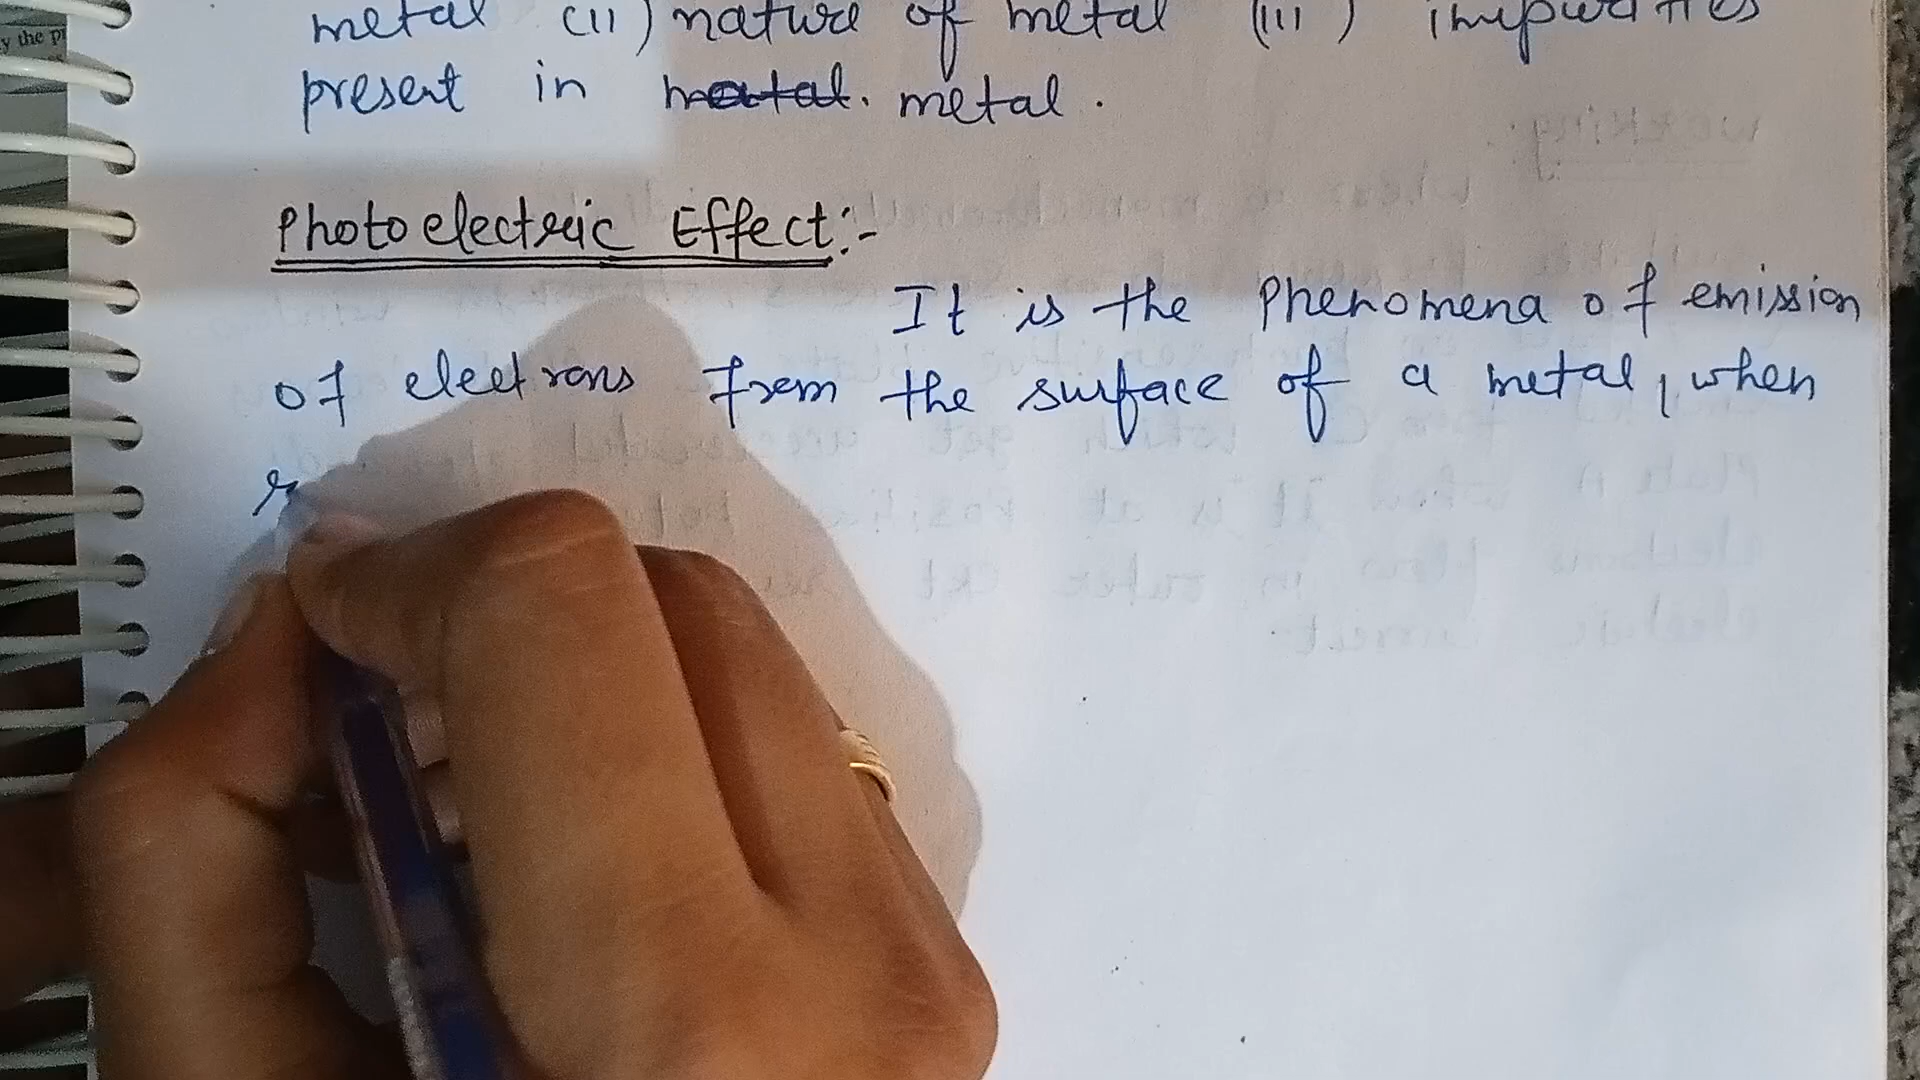 y the p
metal (ii) nature of metal (iii) impurities
present in metal.
Photoelectric Effect:-
It is the Phenomena of emission
of electrons from the surface of a metal, when